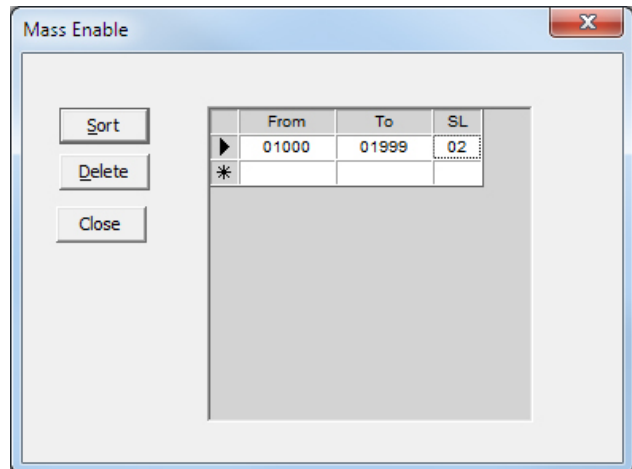 Mass Enable
Sort
From To SL
01000 01999 02
Delete
Close